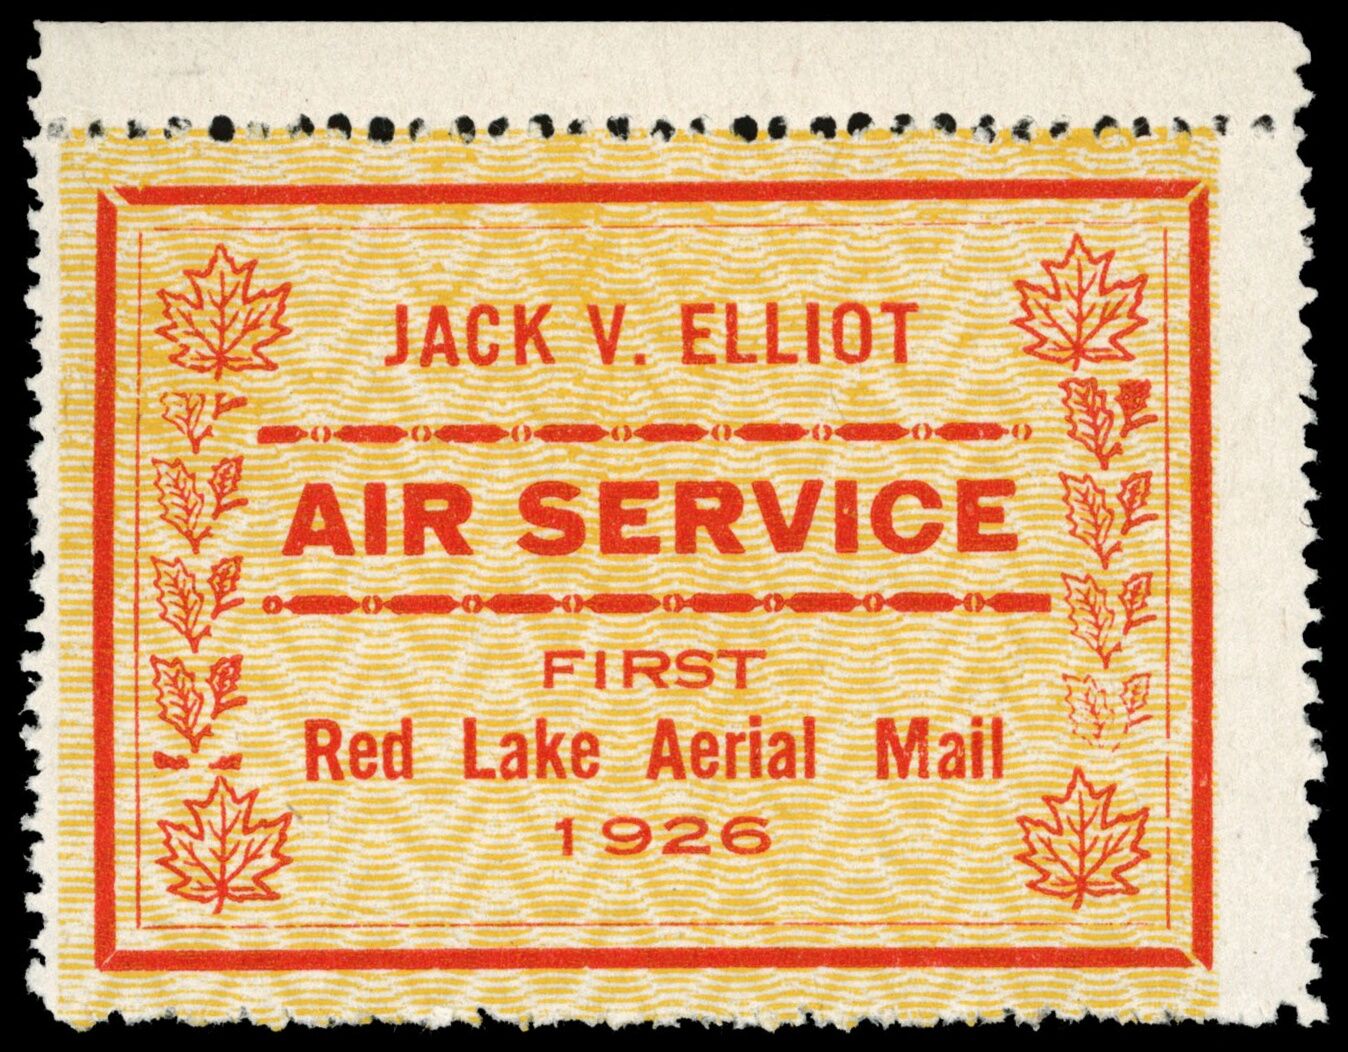 JACK V. ELLIOT
AIR SERVICE
FIRST
Red Lake Aerial Mail
1926